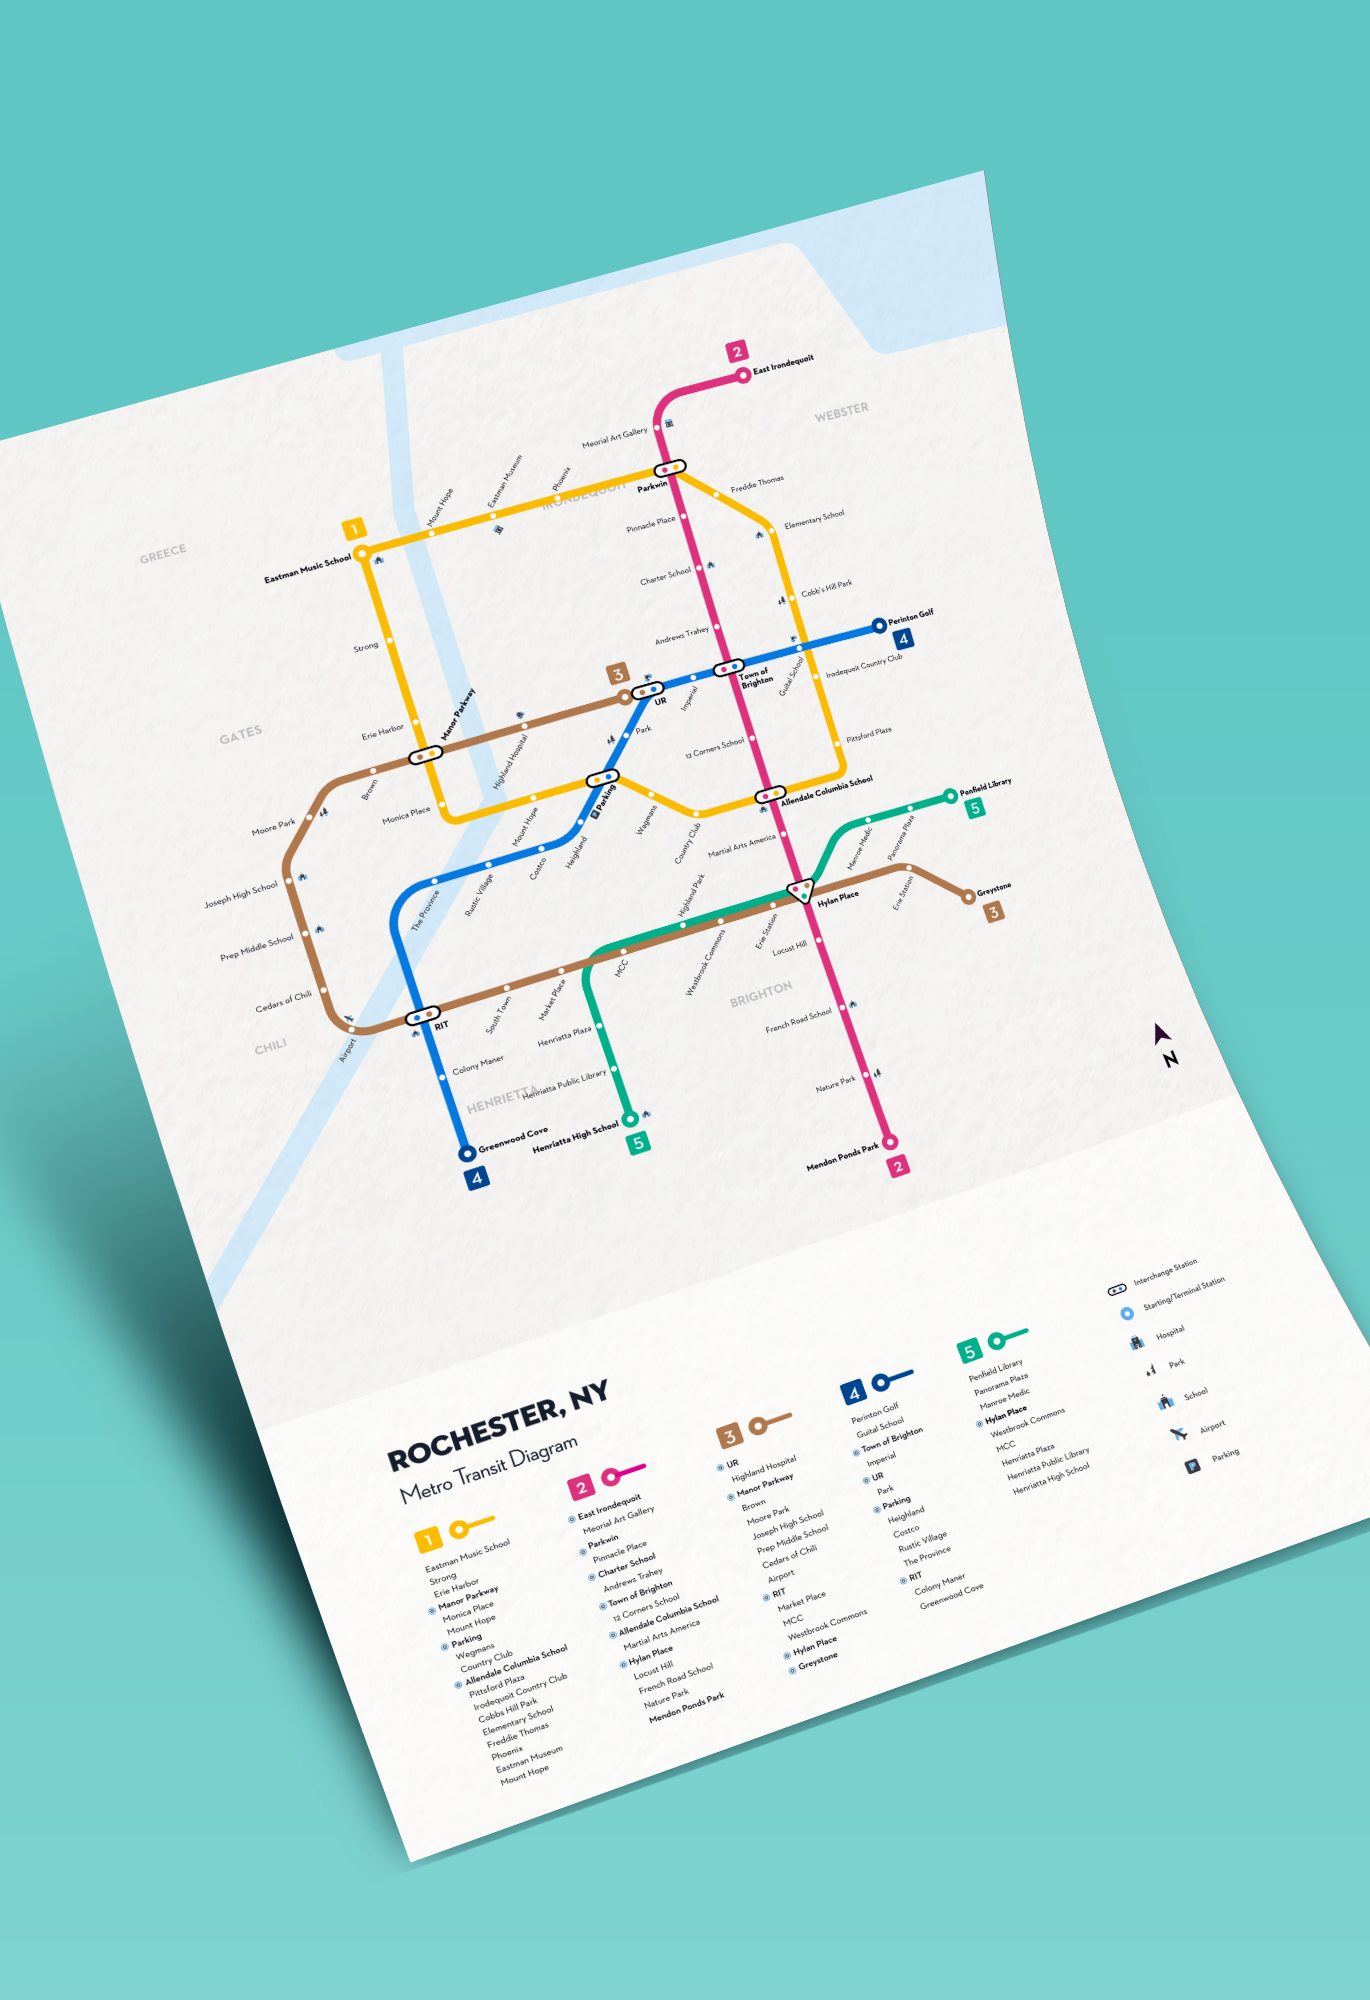 2
East Irondequoit
WEBSTER
Meorial Art Gallery
Parkwin
Phoenix
Eastman Museum
Mount Hope
IRONDEQUOIT
Freddie Thomas
1
Eastman Music School
GREECE
Pinnacle Place
Elementary School
Charter School
Cobb's Hill Park
Strong
Andrews Trahey
Perinton Golf
4
3
UR
Imperial
Town of
Brighton
Guital School
Irodequoit Country Club
GATES
Erie Harbor
Manor Parkway
Highland Hospital
Park
12 Corners School
Pittsford Plaza
Brown
Monica Place
Mount Hope
Parking
Wagmans
Country Club
Allendale Columbia School
Penfield Library
5
Moore Park
Costco
Heighland
Martial Arts America
Manroe Medic
Panorama Plaza
Joseph High School
The Province
Rustic Village
Highland Park
Hylan Place
Erie Station
Greystone
3
Prep Middle School
MCC
Westbrook Commons
Erie Station
Locust Hill
Cedars of Chili
Airport
RIT
South Town
Market Place
BRIGHTON
French Road School
CHILI
Henriatta Plaza
Colony Maner
HENRIETTA
Henriatta Public Library
Nature Park
N
Greenwood Cove
4
Henriatta High School
5
Mendon Ponds Park
2
ROCHESTER, NY
Metro Transit Diagram
1
Eastman Music School
Strong
Erie Harbor
Manor Parkway
Monica Place
Mount Hope
Parking
Wegmans
Country Club
Allendale Columbia School
Pittsford Plaza
Irodequoit Country Club
Cobbs Hill Park
Elementary School
Freddie Thomas
Phoenix
Eastman Museum
Mount Hope
2
East Irondequoit
Meorial Art Gallery
Parkwin
Pinnacle Place
Charter School
Andrews Trahey
Town of Brighton
12 Corners School
Allendale Columbia School
Martial Arts America
Hylan Place
Locust Hill
French Road School
Nature Park
Mendon Ponds Park
3
UR
Highland Hospital
Manor Parkway
Brown
Moore Park
Joseph High School
Prep Middle School
Cedars of Chili
Airport
RIT
Market Place
MCC
Westbrook Commons
Hylan Place
Greystone
4
Perinton Golf
Guital School
Town of Brighton
Imperial
UR
Park
Parking
Heighland
Costco
Rustic Village
The Province
RIT
Colony Maner
Greenwood Cove
5
Penfield Library
Panorama Plaza
Manroe Medic
Hylan Place
Westbrook Commons
MCC
Henriatta Plaza
Henriatta Public Library
Henriatta High School
Interchange Station
Starting/Terminal Station
Hospital
Park
School
Airport
Parking